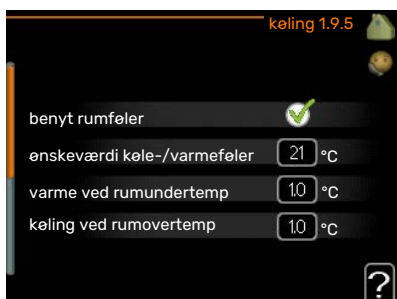 køling 1.9.5
benyt rumføler
ønskeværdi køle-/varmeføler 21 °C
varme ved rumundertemp 1.0 °C
køling ved rumovertemp 1.0 °C
?